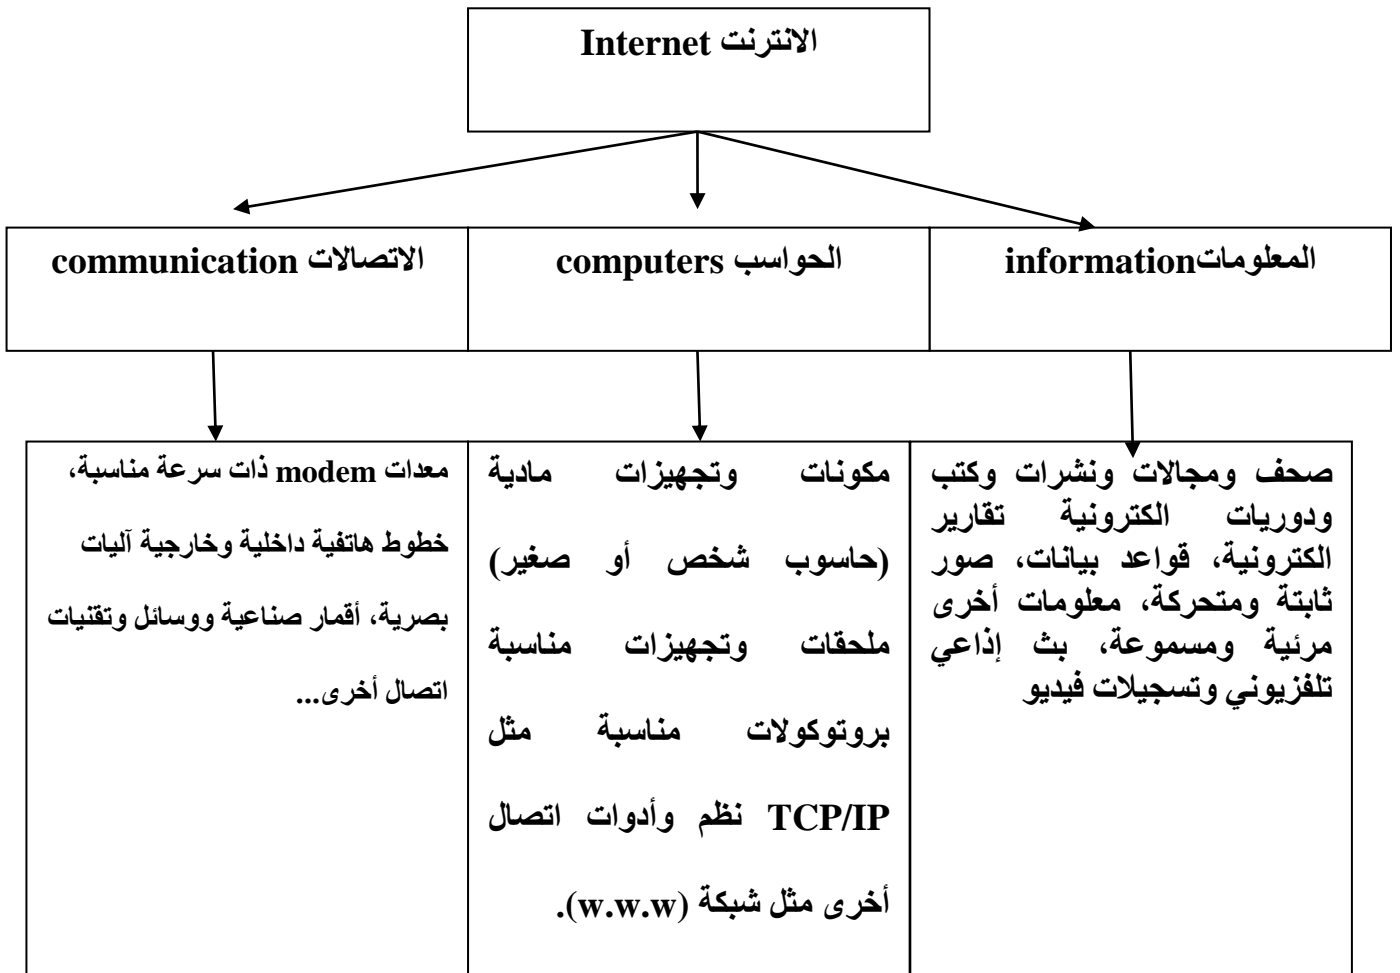 الانترنت Internet
المعلوماتinformation
الحواسب computers
الاتصالات communication
صحف ومجالات ونشرات وكتب
ودوريات الكترونية تقارير
الكترونية، قواعد بيانات، صور
ثابتة ومتحركة، معلومات أخرى
مرئية ومسموعة، بث إذاعي
تلفزيوني وتسجيلات فيديو
مكونات وتجهيزات مادية
(حاسوب شخص أو صغير)
ملحقات وتجهيزات مناسبة
بروتوكولات مناسبة مثل
TCP/IP نظم وأدوات اتصال
أخرى مثل شبكة (w.w.w).
معدات modem ذات سرعة مناسبة،
خطوط هاتفية داخلية وخارجية آليات
بصرية، أقمار صناعية ووسائل وتقنيات
اتصال أخرى...